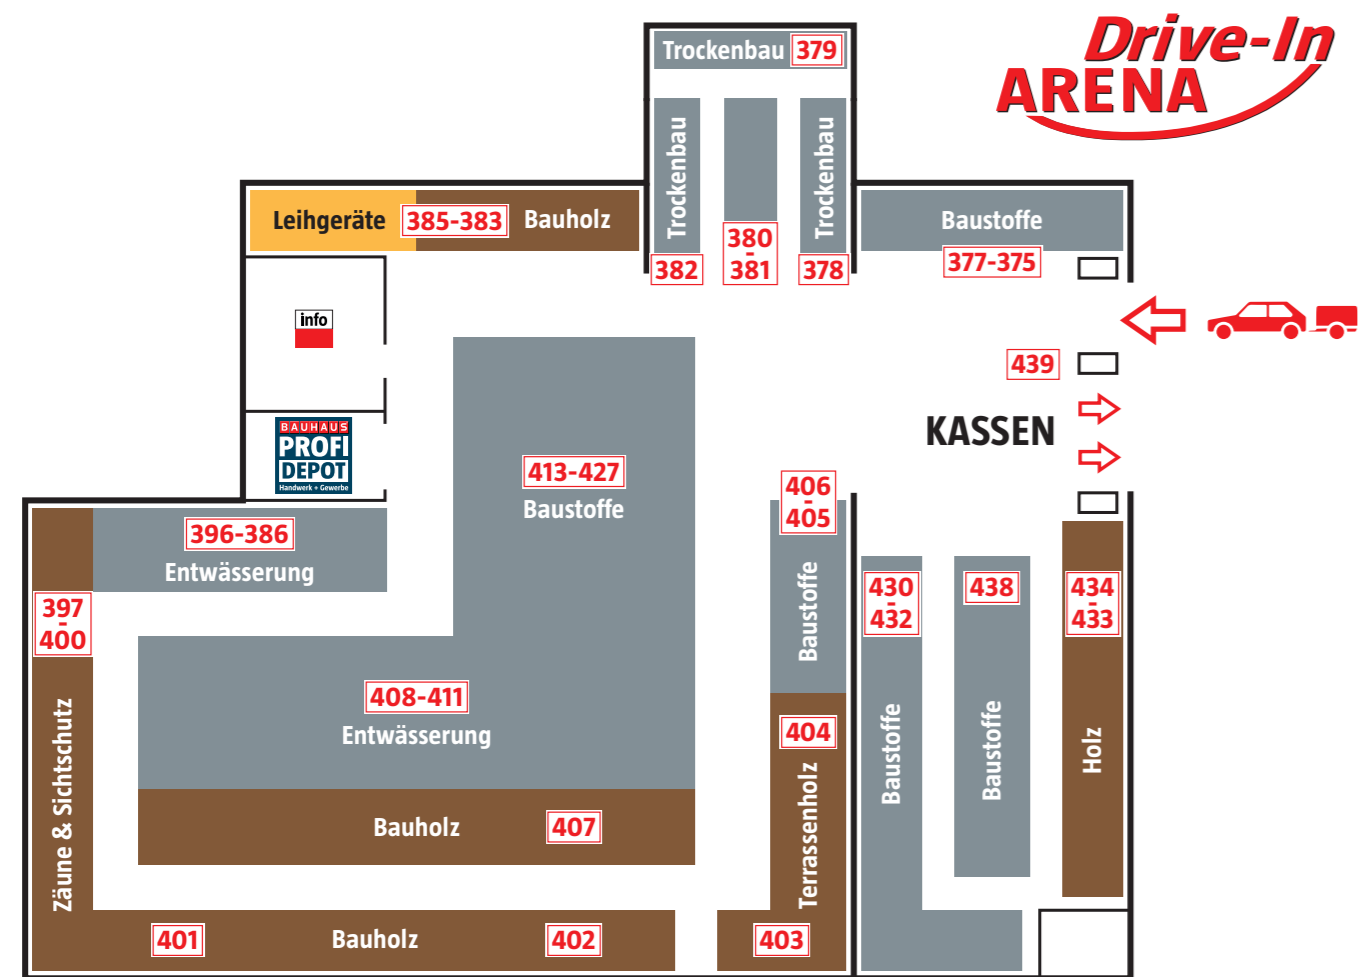 Drive-In
ARENA
Trockenbau 379
Trockenbau
Trockenbau
382
380
-
381
378
Leihgeräte 385-383 Bauholz
Baustoffe
377-375
info
439
KASSEN
BAUHAUS
PROFI
DEPOT
Handwerk + Gewerbe
413-427
Baustoffe
406
-
405
Baustoffe
396-386
Entwässerung
397
-
400
Zäune & Sichtschutz
408-411
Entwässerung
404
Terrassenholz
430
-
432
Baustoffe
438
Baustoffe
434
-
433
Holz
Bauholz 407
401 Bauholz 402
403